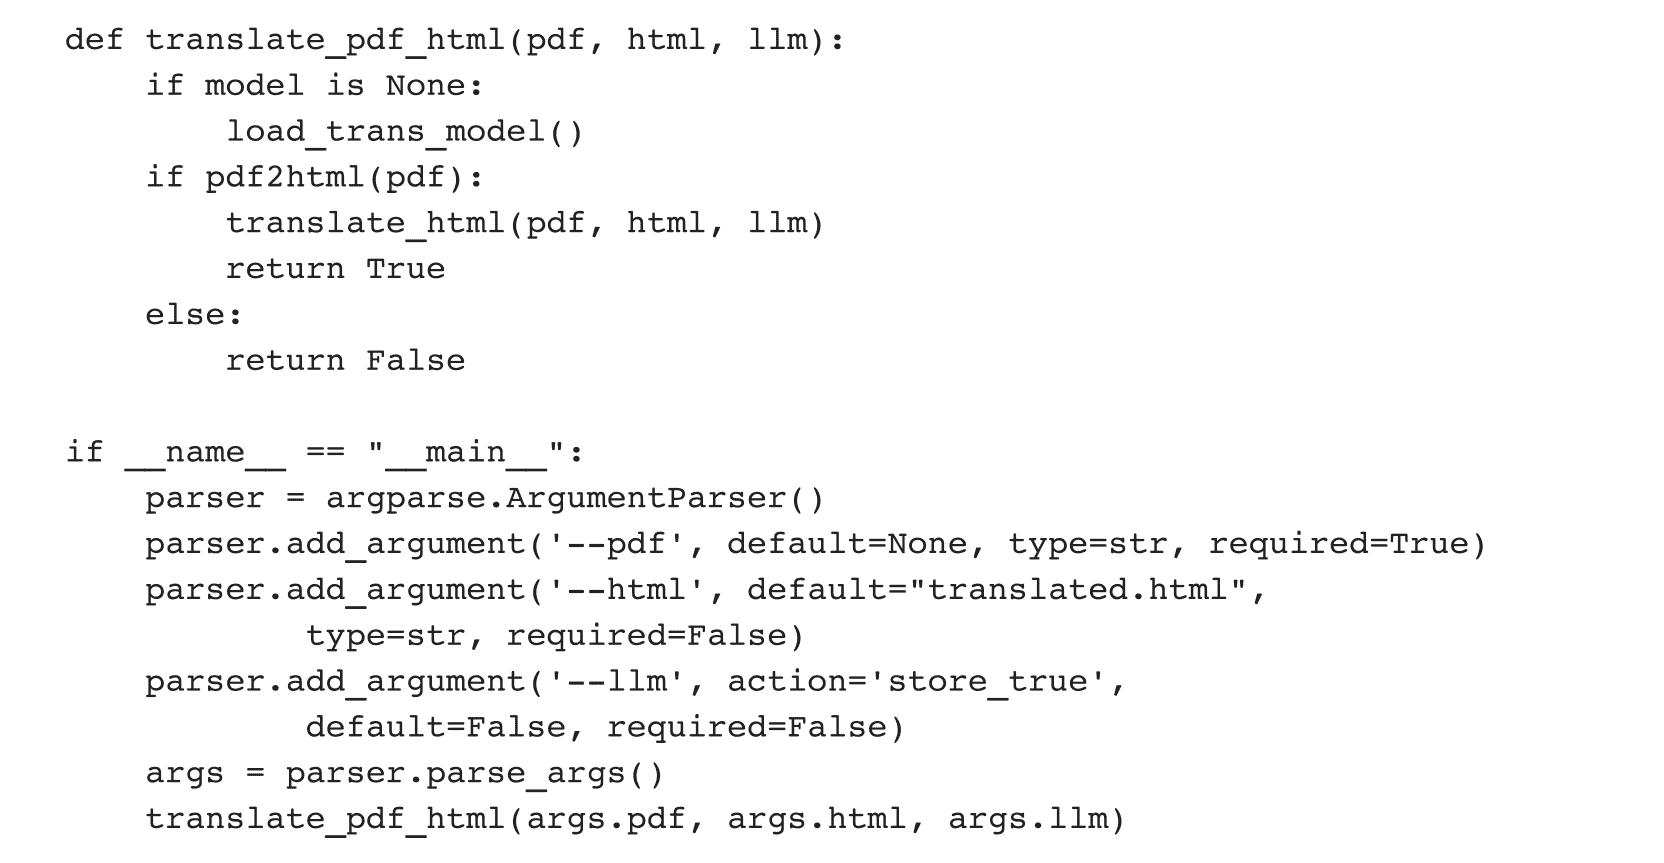 def translate_pdf_html(pdf, html, llm):
    if model is None:
        load_trans_model()
    if pdf2html(pdf):
        translate_html(pdf, html, llm)
        return True
    else:
        return False

if __name__ == "__main__":
    parser = argparse.ArgumentParser()
    parser.add_argument('--pdf', default=None, type=str, required=True)
    parser.add_argument('--html', default="translated.html",
            type=str, required=False)
    parser.add_argument('--llm', action='store_true',
            default=False, required=False)
    args = parser.parse_args()
    translate_pdf_html(args.pdf, args.html, args.llm)